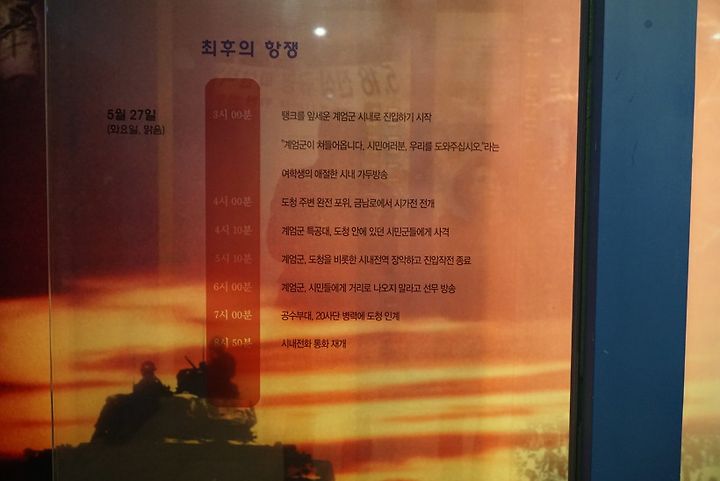 최후의 항쟁
5월 27일
(화요일, 맑음)
3시 00분 탱크를 앞세운 계엄군 시내로 진입하기 시작
"계엄군이 쳐들어옵니다, 시민여러분, 우리를 도와주십시오."라는
여학생의 애절한 시내 가두방송
4시 00분 도청 주변 완전 포위, 금남로에서 시가전 전개
4시 10분 계엄군 특공대, 도청 안에 있던 시민군들에게 사격
5시 10분 계엄군, 도청을 비롯한 시내전역 장악하고 진압작전 종료
6시 00분 계엄군, 시민들에게 거리로 나오지 말라고 선무 방송
7시 00분 공수부대, 20사단 병력에 도청 인계
8시 50분 시내전화 통화 재개